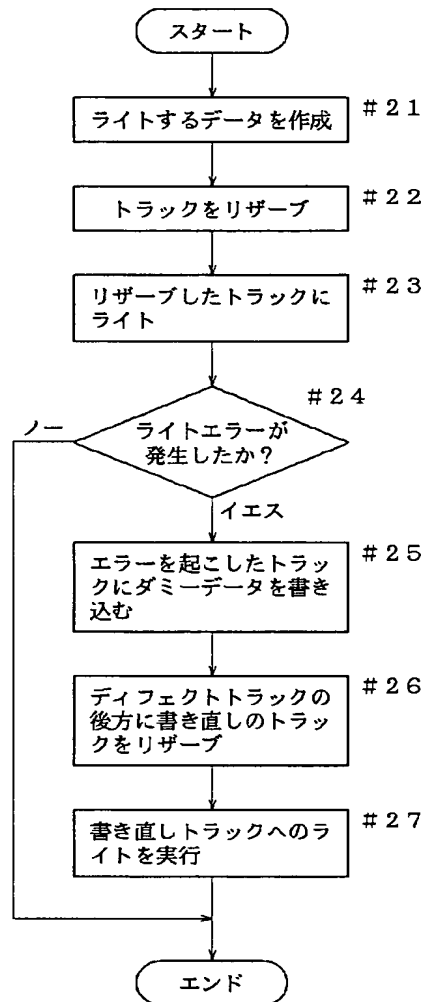 スタート
#21
ライトするデータを作成
#22
トラックをリザーブ
#23
リザーブしたトラックに
ライト
#24
ノー
ライトエラーが
発生したか?
イエス
#25
エラーを起こしたトラッ
クにダミーデータを書き
込む
#26
ディフェクトトラックの
後方に書き直しのトラッ
クをリザーブ
#27
書き直しトラックへのラ
イトを実行
エンド